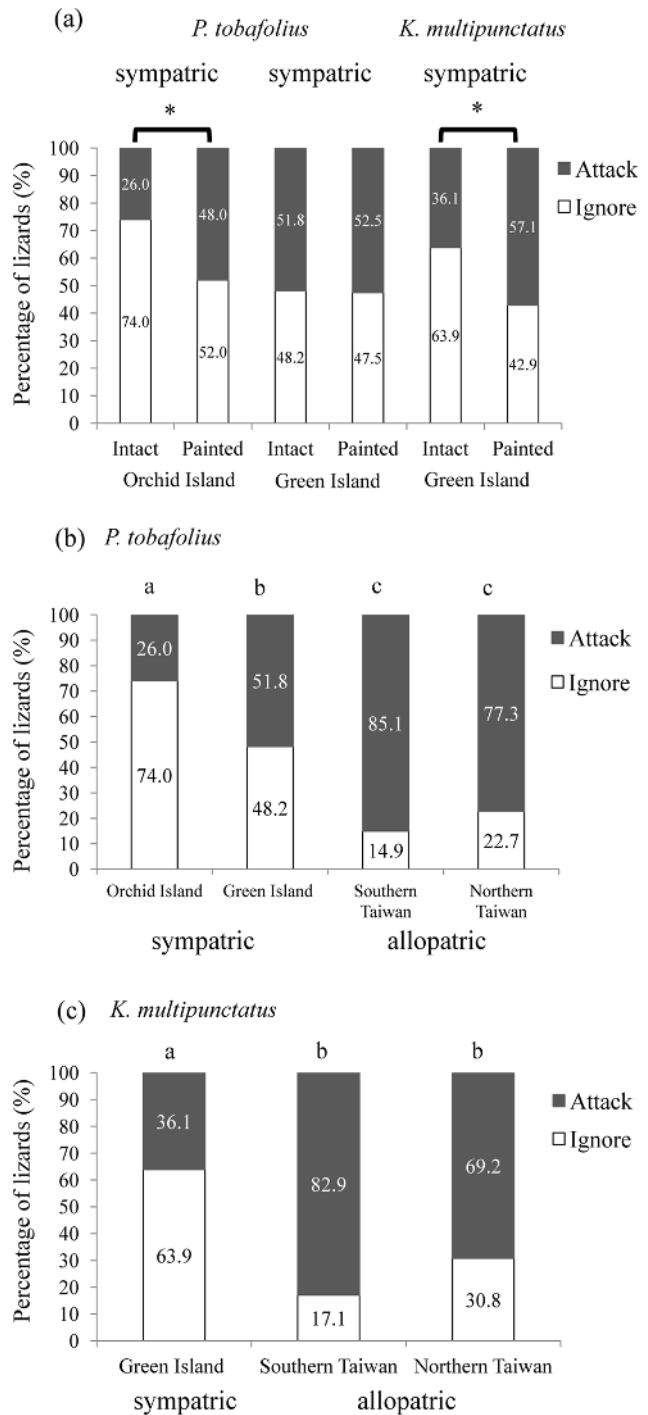 (a)
P. tobafolius K. multipunctatus
sympatric sympatric sympatric
* *
Percentage of lizards (%)
100
90
80
70
60
50
40
30
20
10
0
26.0 48.0 51.8 52.5 36.1 57.1
74.0 52.0 48.2 47.5 63.9 42.9
Attack
Ignore
Intact Painted Intact Painted Intact Painted
Orchid Island Green Island Green Island
(b) P. tobafolius
a b c c
Percentage of lizards (%)
100
90
80
70
60
50
40
30
20
10
0
26.0 51.8 85.1 77.3
74.0 48.2 14.9 22.7
Attack
Ignore
Orchid Island Green Island Southern Northern
Taiwan Taiwan
sympatric allopatric
(c) K. multipunctatus
a b b
Percentage of lizards (%)
100
90
80
70
60
50
40
30
20
10
0
36.1 82.9 69.2
63.9 17.1 30.8
Attack
Ignore
Green Island Southern Taiwan Northern Taiwan
sympatric allopatric